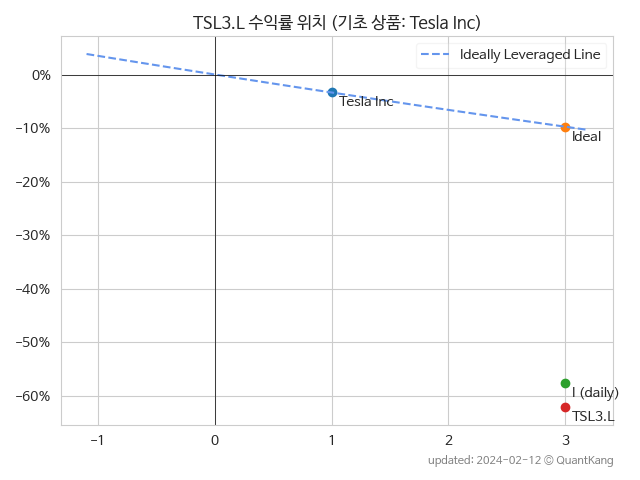 TSL3.L 수익률 위치 (기초 상품: Tesla Inc)
Ideally Leveraged Line
0%
Tesla Inc
−10%
Ideal
−20%
−30%
−40%
−50%
−60%
l (daily)
TSL3.L
−1 0 1 2 3
updated: 2024-02-12 © QuantKang